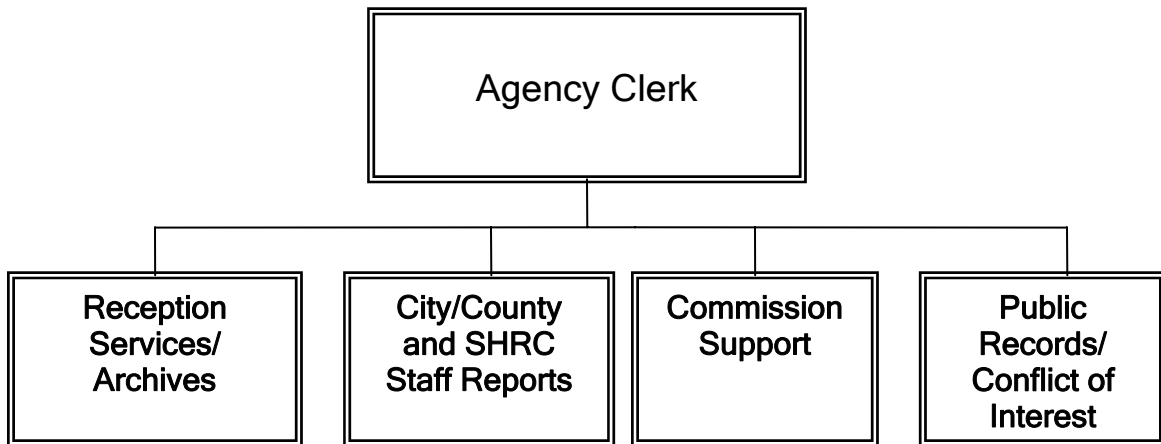 Agency Clerk
Reception
Services/
Archives
City/County
and SHRC
Staff Reports
Commission
Support
Public
Records/
Conflict of
Interest